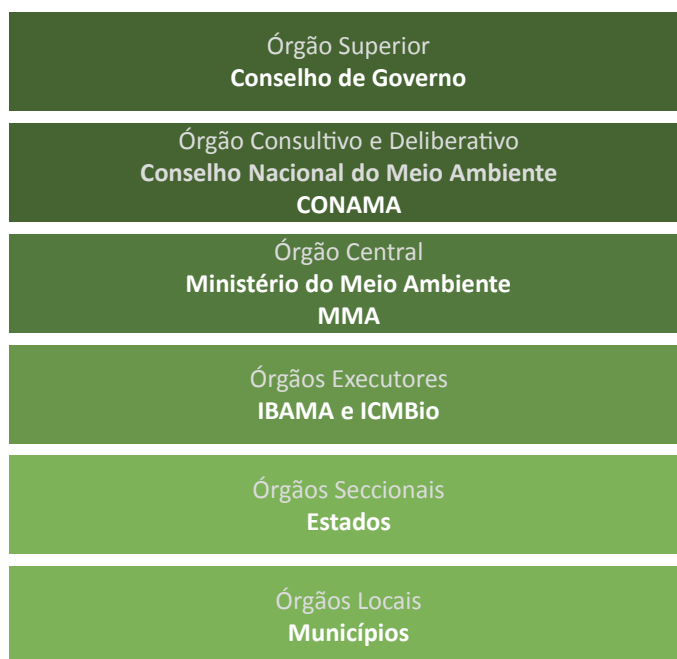 Órgão Superior
Conselho de Governo
Órgão Consultivo e Deliberativo
Conselho Nacional do Meio Ambiente
CONAMA
Órgão Central
Ministério do Meio Ambiente
MMA
Órgãos Executores
IBAMA e ICMBio
Órgãos Seccionais
Estados
Órgãos Locais
Municípios